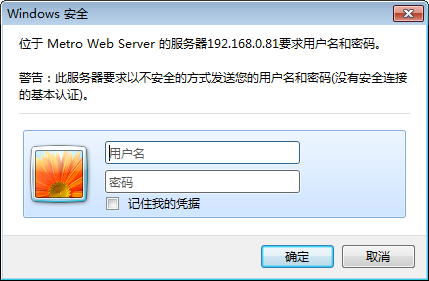 Windows 安全
位于 Metro Web Server 的服务器192.168.0.81要求用户名和密码。
警告：此服务器要求以不安全的方式发送您的用户名和密码(没有安全连接
的基本认证)。
用户名
密码
记住我的凭据
确定
取消